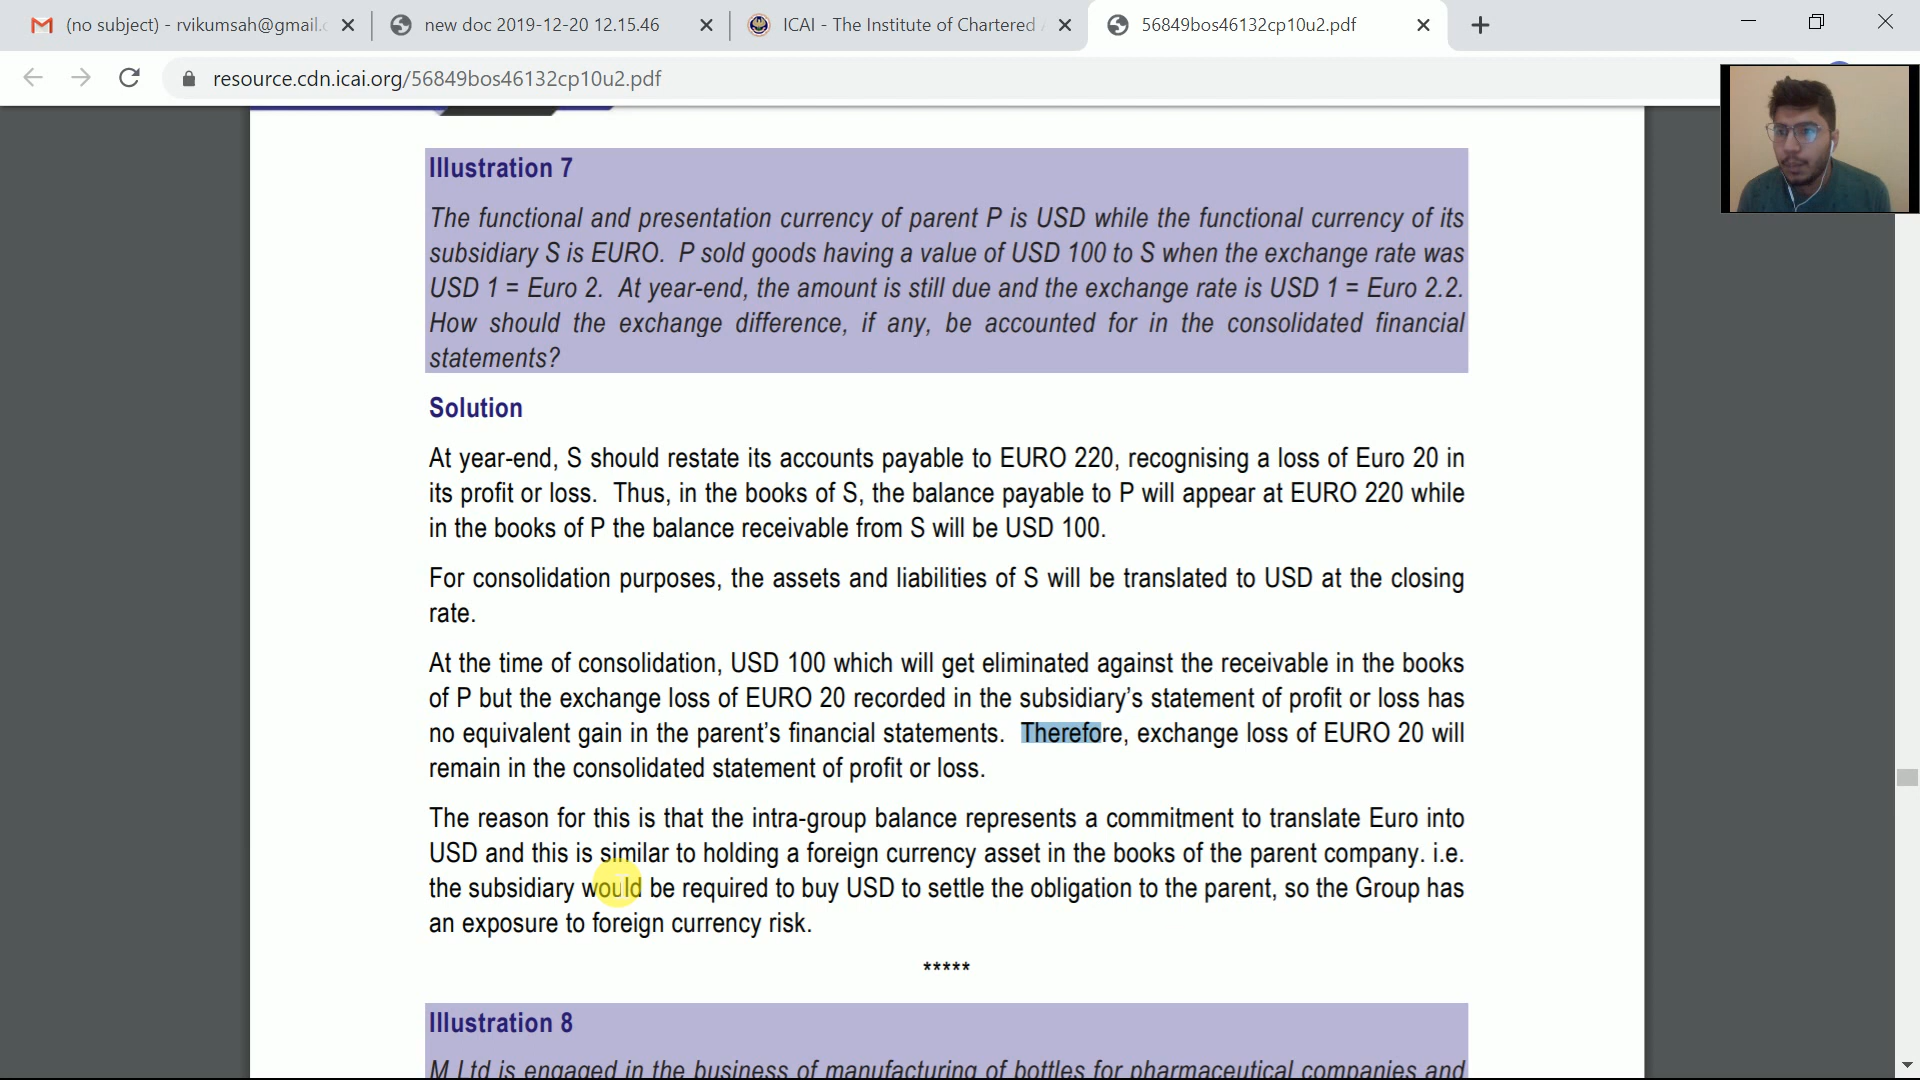 (no subject) - rvikumsah@gmail.
new doc 2019-12-20 12.15.46
ICAI - The Institute of Chartered
56849bos46132cp10u2.pdf
resource.cdn.icai.org/56849bos46132cp10u2.pdf
Illustration 7
The functional and presentation currency of parent P is USD while the functional currency of its
subsidiary S is EURO. P sold goods having a value of USD 100 to S when the exchange rate was
USD 1 = Euro 2. At year-end, the amount is still due and the exchange rate is USD 1 = Euro 2.2.
How should the exchange difference, if any, be accounted for in the consolidated financial
statements?
Solution
At year-end, S should restate its accounts payable to EURO 220, recognising a loss of Euro 20 in
its profit or loss. Thus, in the books of S, the balance payable to P will appear at EURO 220 while
in the books of P the balance receivable from S will be USD 100.
For consolidation purposes, the assets and liabilities of S will be translated to USD at the closing
rate.
At the time of consolidation, USD 100 which will get eliminated against the receivable in the books
of P but the exchange loss of EURO 20 recorded in the subsidiary's statement of profit or loss has
no equivalent gain in the parent's financial statements. Therefore, exchange loss of EURO 20 will
remain in the consolidated statement of profit or loss.
The reason for this is that the intra-group balance represents a commitment to translate Euro into
USD and this is similar to holding a foreign currency asset in the books of the parent company. i.e.
the subsidiary would be required to buy USD to settle the obligation to the parent, so the Group has
an exposure to foreign currency risk.
*****
Illustration 8
M Ltd is engaged in the business of manufacturing of bottles for pharmaceutical companies and